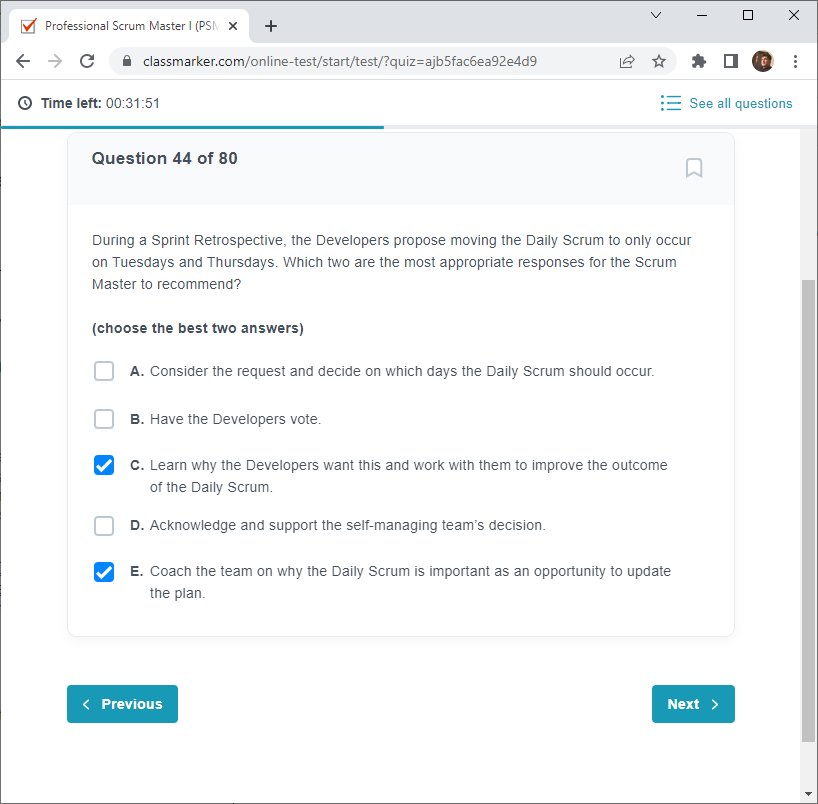 Professional Scrum Master I (PSM
classmarker.com/online-test/start/test/?quiz=ajb5fac6ea92e4d9
Time left: 00:31:51
See all questions
Question 44 of 80
During a Sprint Retrospective, the Developers propose moving the Daily Scrum to only occur
on Tuesdays and Thursdays. Which two are the most appropriate responses for the Scrum
Master to recommend?
(choose the best two answers)
A. Consider the request and decide on which days the Daily Scrum should occur.
B. Have the Developers vote.
C. Learn why the Developers want this and work with them to improve the outcome
of the Daily Scrum.
D. Acknowledge and support the self-managing team's decision.
E. Coach the team on why the Daily Scrum is important as an opportunity to update
the plan.
Previous
Next